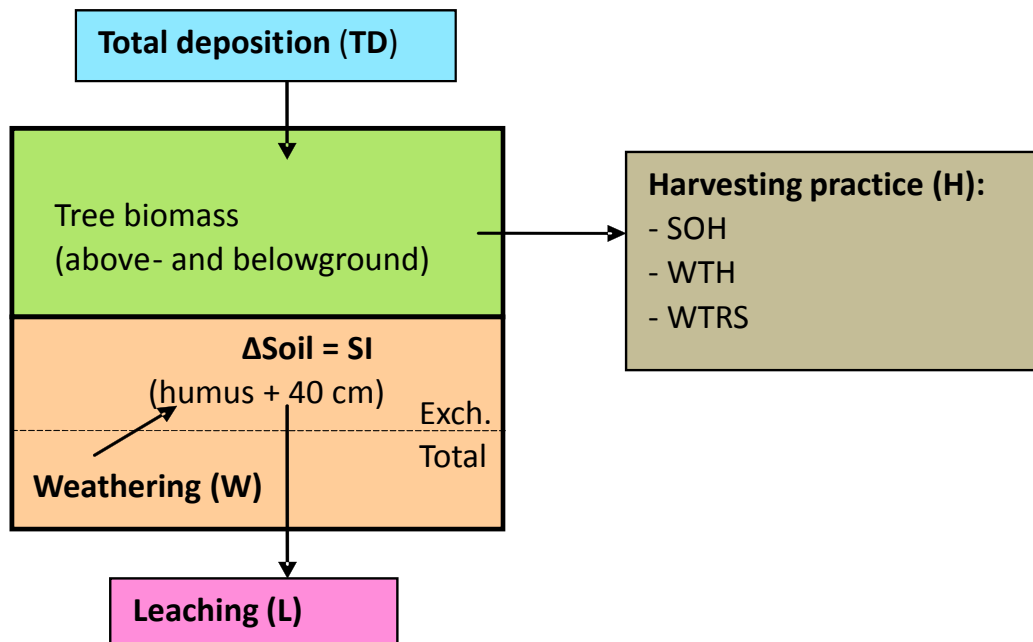 Total deposition (TD)
Tree biomass
(above- and belowground)
Harvesting practice (H):
- SOH
- WTH
- WTRS
ΔSoil = SI
(humus + 40 cm)
Exch.
Total
Weathering (W)
Leaching (L)